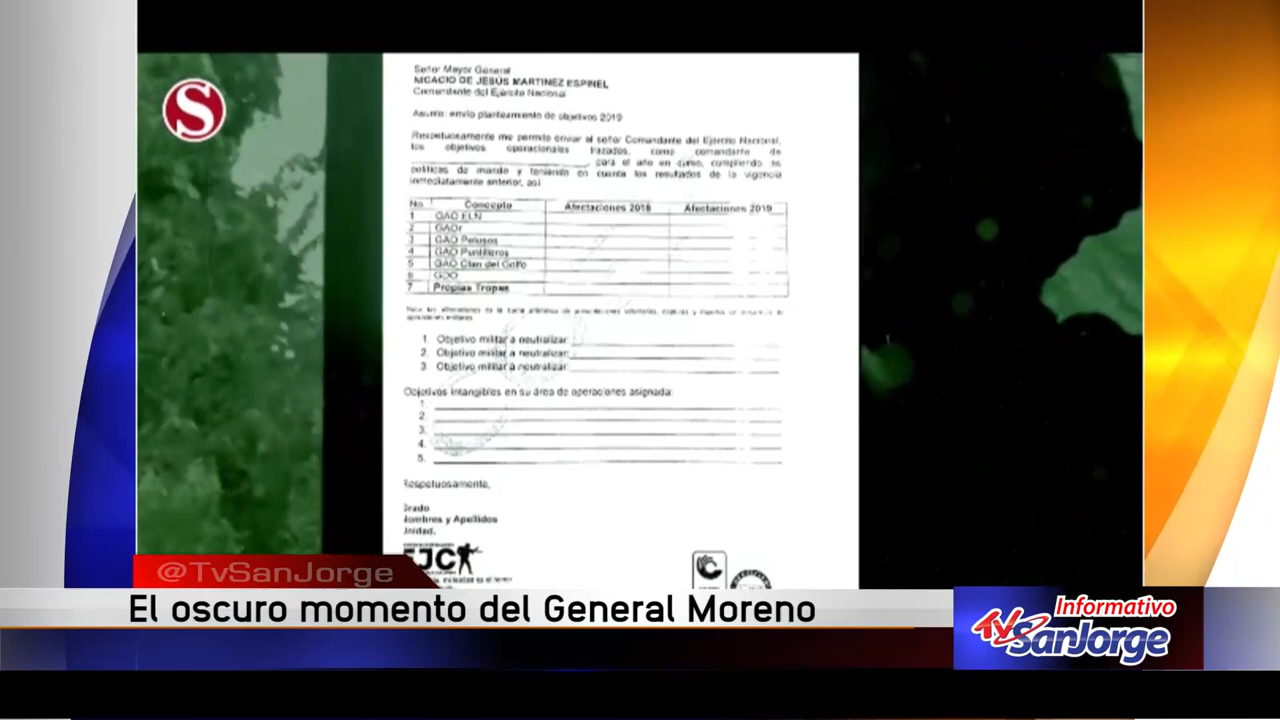 S
Señor Mayor General
NICACIO DE JESÚS MARTINEZ ESPINEL
Comandante del Ejército Nacional
Asunto: envío planteamiento de objetivos 2019
Respetuosamente me permito enviar al señor Comandante del Ejército Nacional,
los objetivos operacionales trazados, como comandante de
, para el año en curso, cumpliendo las
políticas de mando y teniendo en cuenta los resultados de la vigencia
inmediatamente anterior, así
No. Concepto Afectaciones 2018 Afectaciones 2019
1 GAO ELN
2 GAOr
3 GAO Pelusos
4 GAO Puntilleros
5 GAO Clan del Golfo
6 GDO
7 Propias Tropas
1. Objetivo militar a neutralizar:
2. Objetivo militar a neutralizar:
3. Objetivo militar a neutralizar:
Objetivos intangibles en su área de operaciones asignada:
1.
2.
3.
4.
5.
Respetuosamente,
Grado
Nombres y Apellidos
Unidad.
EJC
@TvSanJorge
El oscuro momento del General Moreno
Informativo
TV SanJorge